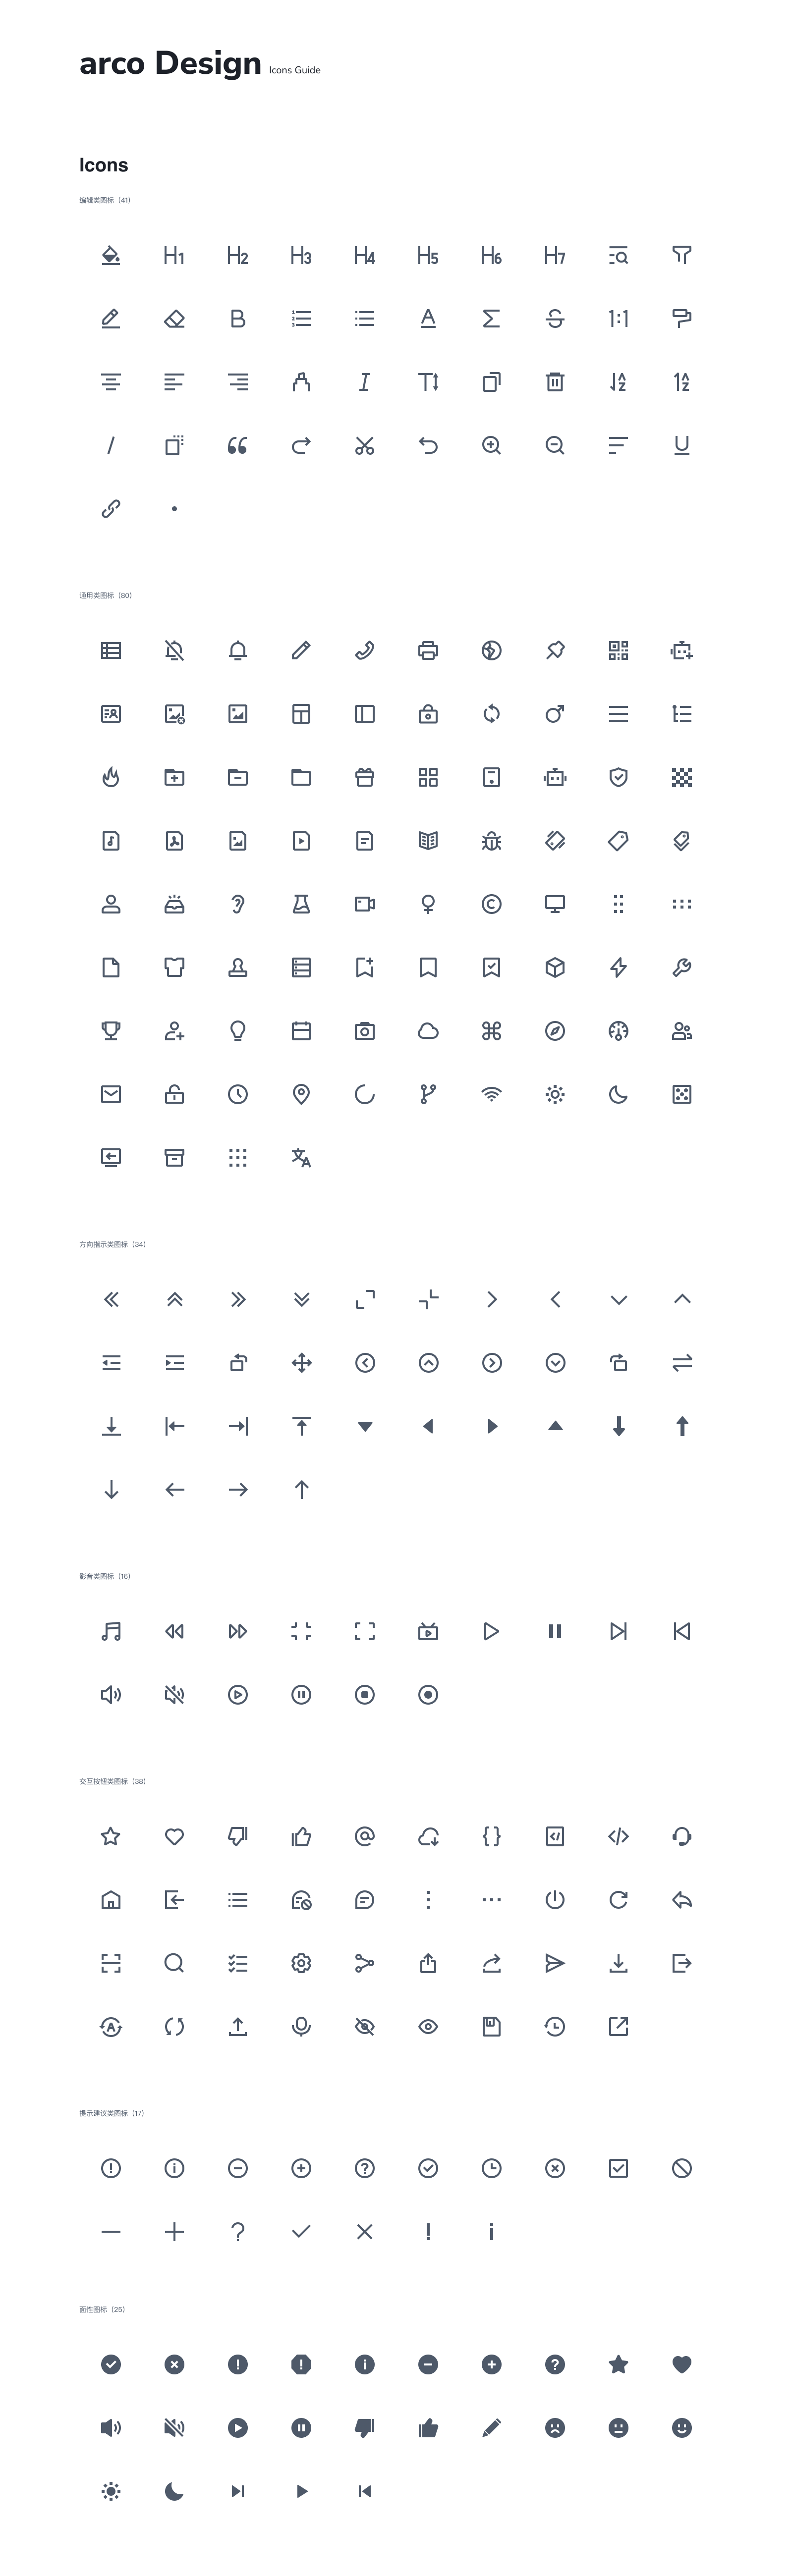 arco Design Icons Guide
Icons
编辑类图标（41）
H1 H2 H3 H4 H5 H6 H7
B A 1:1
I T AZ 1AZ
U
通用类图标（80）
方向指示类图标（34）
影音类图标（16）
交互按钮类图标（38）
提示建议类图标（17）
面性图标（25）